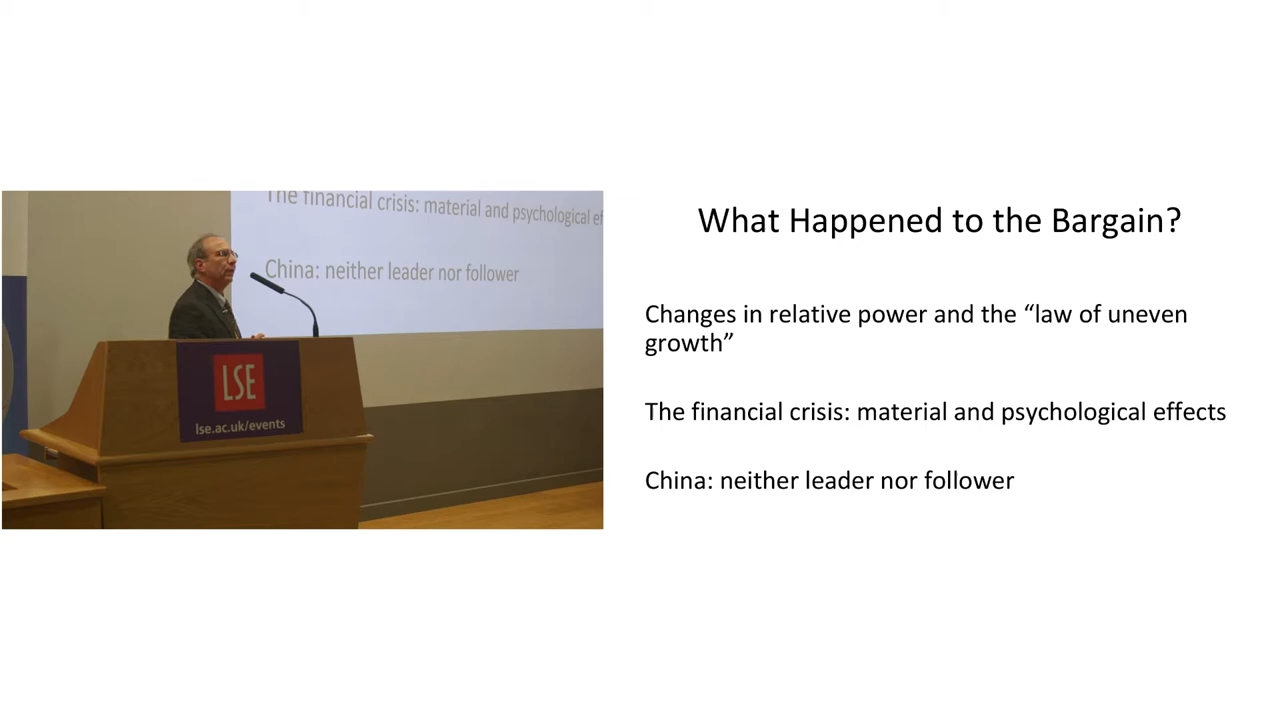 The financial crisis: material and psychological ef
China: neither leader nor follower
LSE
lse.ac.uk/events
What Happened to the Bargain?
Changes in relative power and the “law of uneven
growth”
The financial crisis: material and psychological effects
China: neither leader nor follower